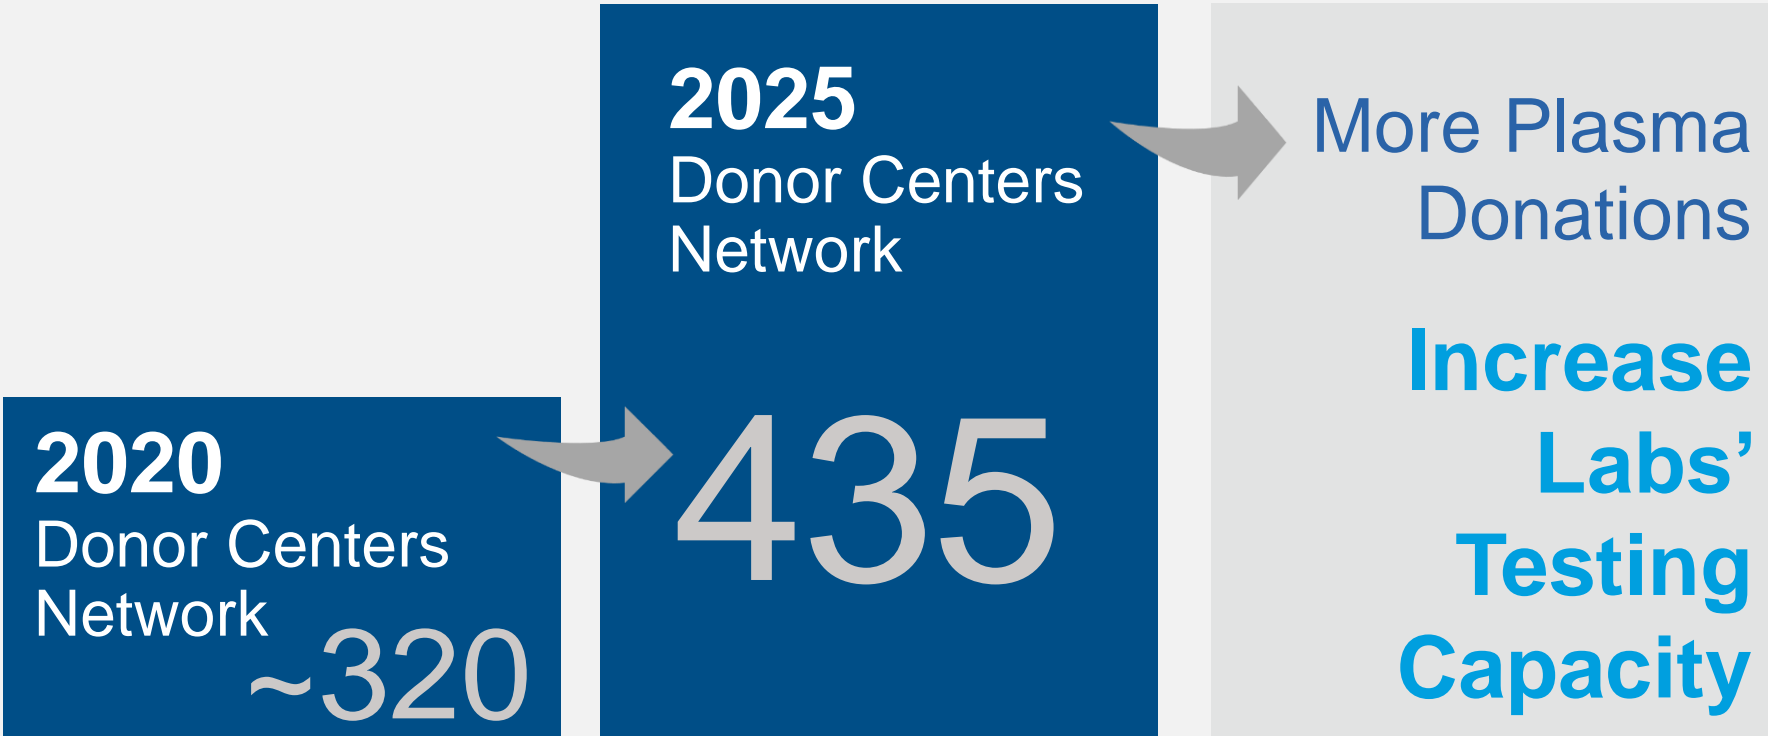 2020
Donor Centers
Network
~320
2025
Donor Centers
Network
435
More Plasma
Donations
Increase
Labs’
Testing
Capacity